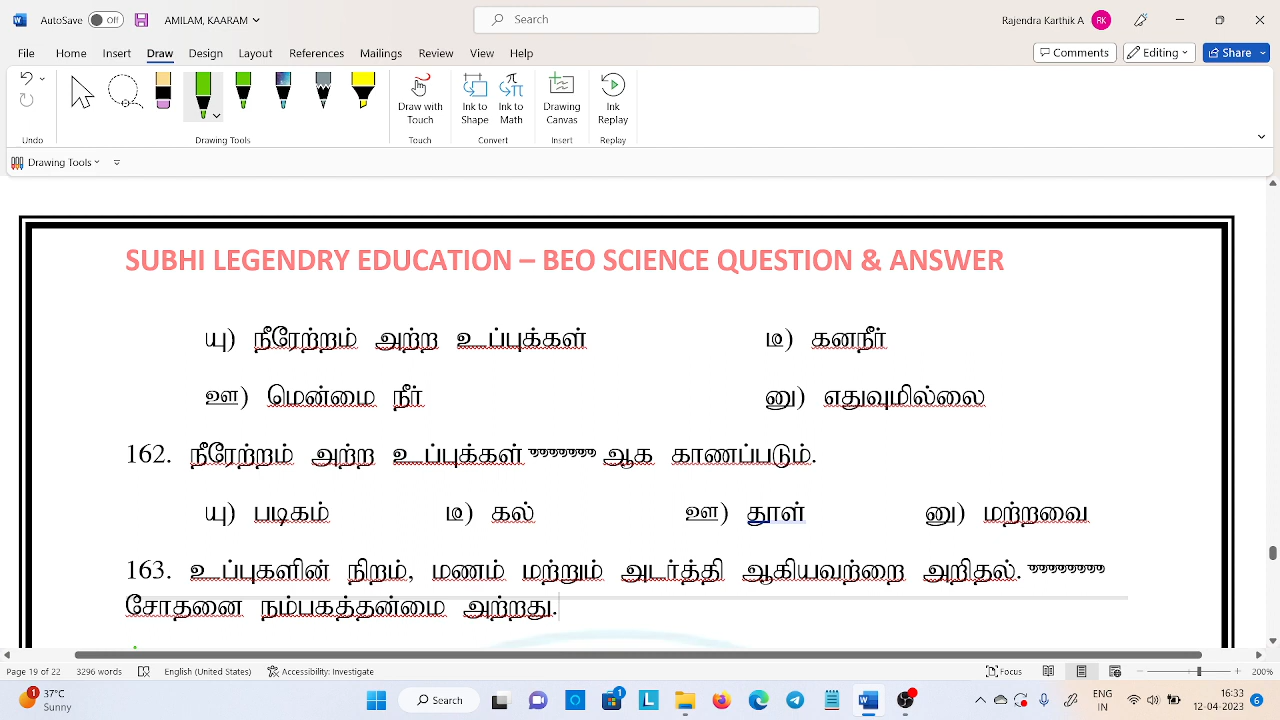 AutoSave Off AMILAM, KAARAM Search Rajendra Karthik A RK
File Home Insert Draw Design Layout References Mailings Review View Help Comments Editing Share
Undo Drawing Tools Draw with Touch Touch Ink to Shape Ink to Math Convert Drawing Canvas Insert Ink Replay Replay
Drawing Tools
SUBHI LEGENDRY EDUCATION – BEO SCIENCE QUESTION & ANSWER
யு) நீரேற்றம் அற்ற உப்புக்கள் டி) கனநீர்
ஊ) மென்மை நீர் னு) எதுவுமில்லை
162. நீரேற்றம் அற்ற உப்புக்கள் ஆக காணப்படும்.
யு) படிகம் டி) கல் ஊ) தூள் னு) மற்றவை
163. உப்புகளின் நிறம், மணம் மற்றும் அடர்த்தி ஆகியவற்றை அறிதல்.
சோதனை நம்பகத்தன்மை அற்றது.
Page 19 of 22 3296 words English (United States) Accessibility: Investigate Focus 200%
1 37°C Sunny Search 1 ENG IN 16:33 12-04-2023 6